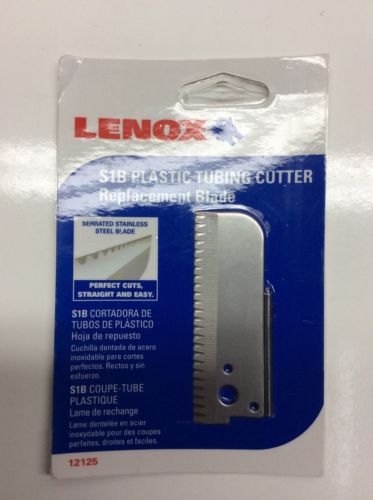 LENOX
S1B PLASTIC TUBING CUTTER
Replacement Blade
SERRATED STAINLESS
STEEL BLADE
PERFECT CUTS,
STRAIGHT AND EASY.
S1B CORTADORA DE
TUBOS DE PLÁSTICO
Hoja de repuesto
Cuchilla dentada de acero
inoxidable para cortes
perfectos. Rectos y sin
esfuerzo.
S1B COUPE-TUBE
PLASTIQUE
Lame de rechange
Lame dentelée en acier
inoxydable pour des coupes
parfaites, droites et faciles.
12125